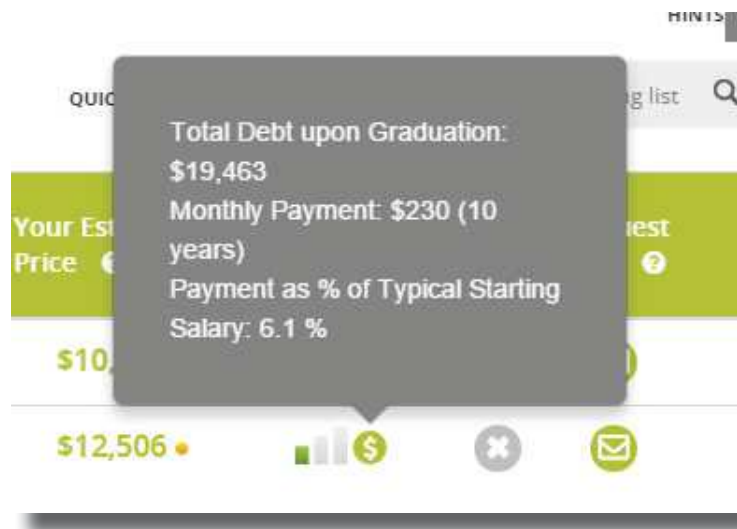 HINTS
QUIC
g list
Total Debt upon Graduation:
$19,463
Monthly Payment: $230 (10
years)
Payment as % of Typical Starting
Salary: 6.1 %
Your Est
Price
uest
?
$10,
$12,506
$